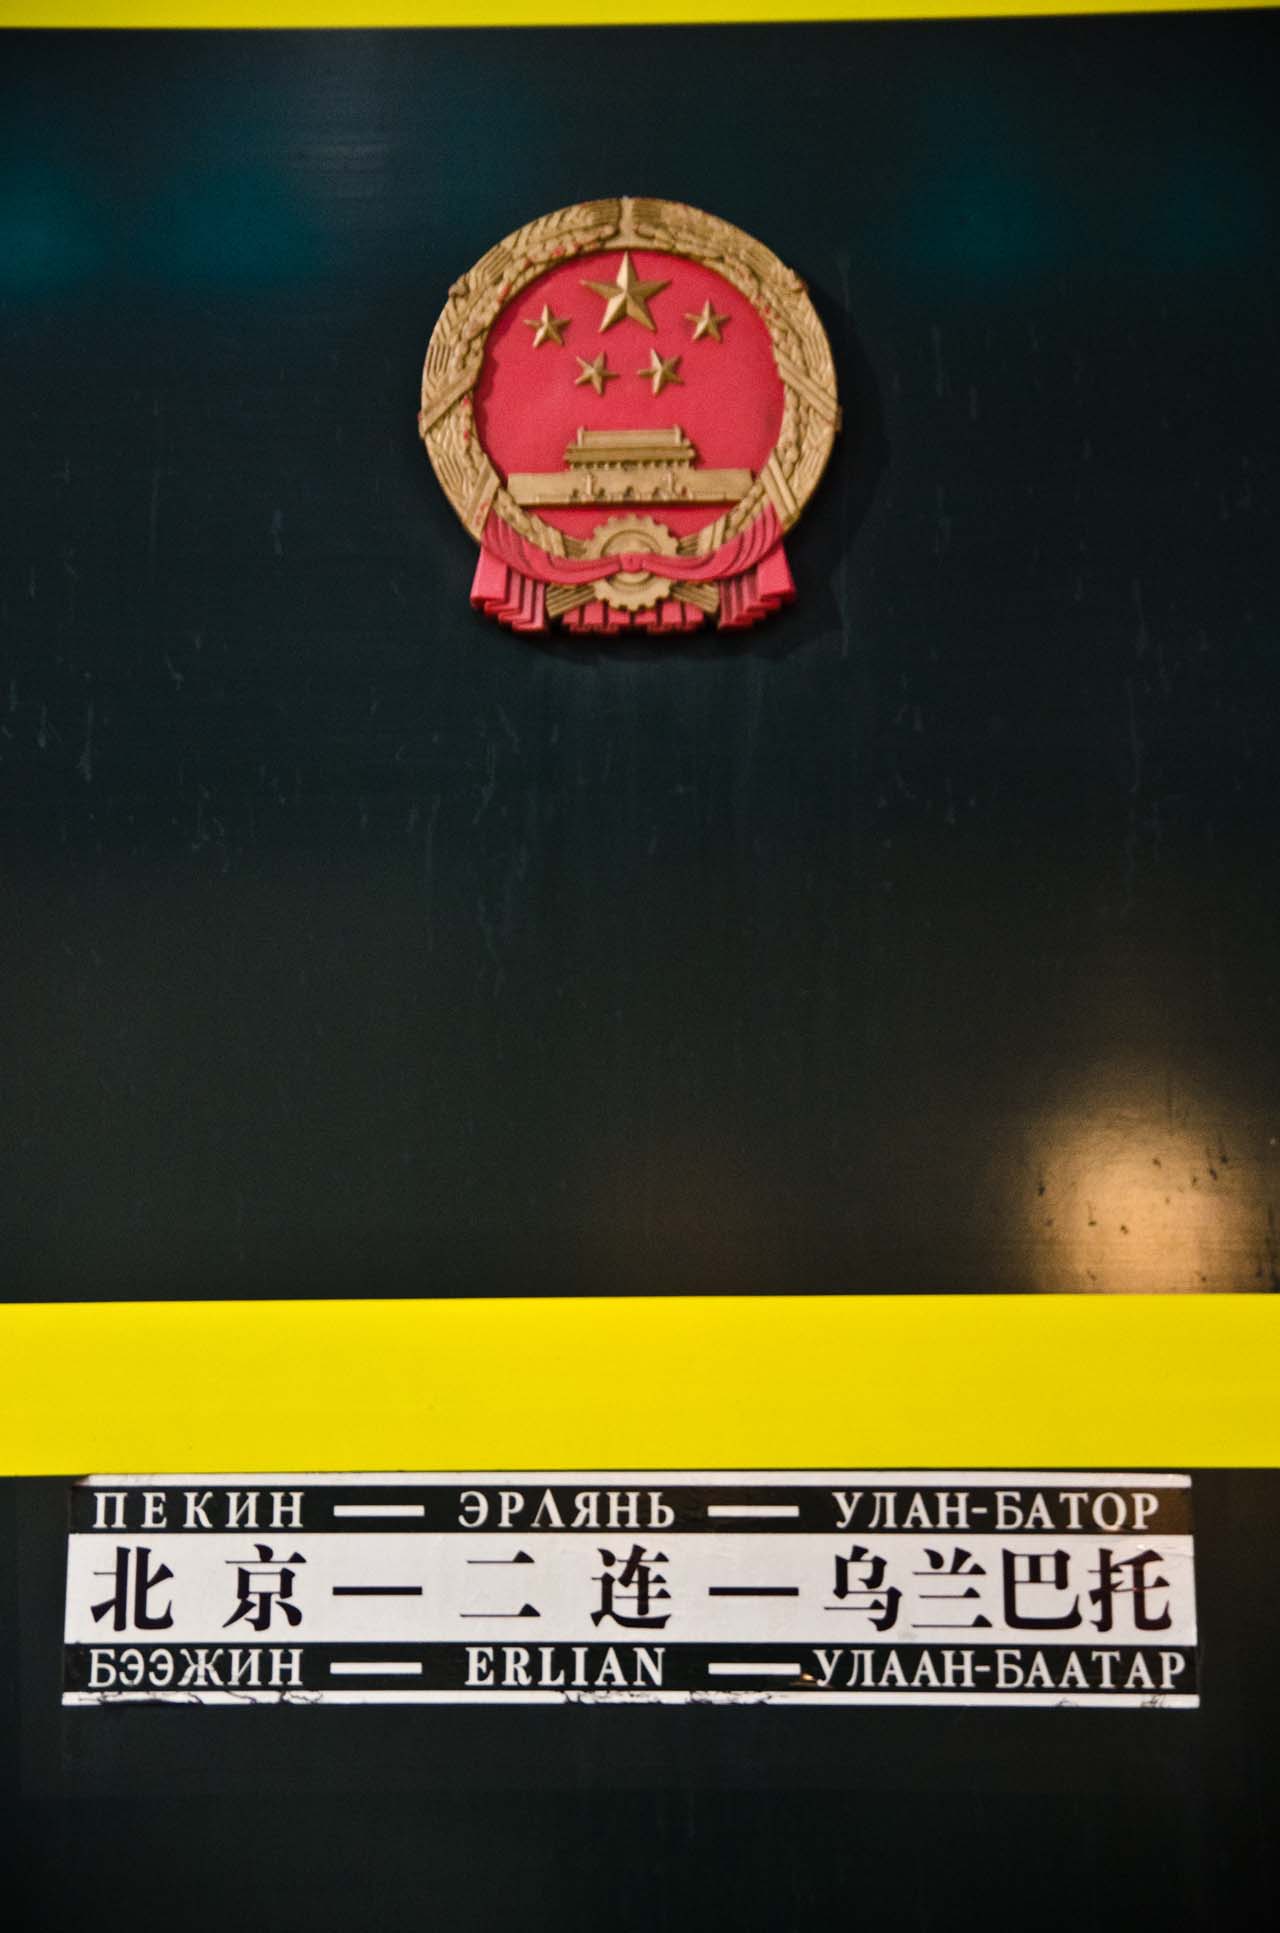 ПЕКИН — ЭРЛЯНЬ — УЛАН-БАТОР
北京 — 二连 — 乌兰巴托
БЭЭЖИН — ERLIAN — УЛААН-БААТАР